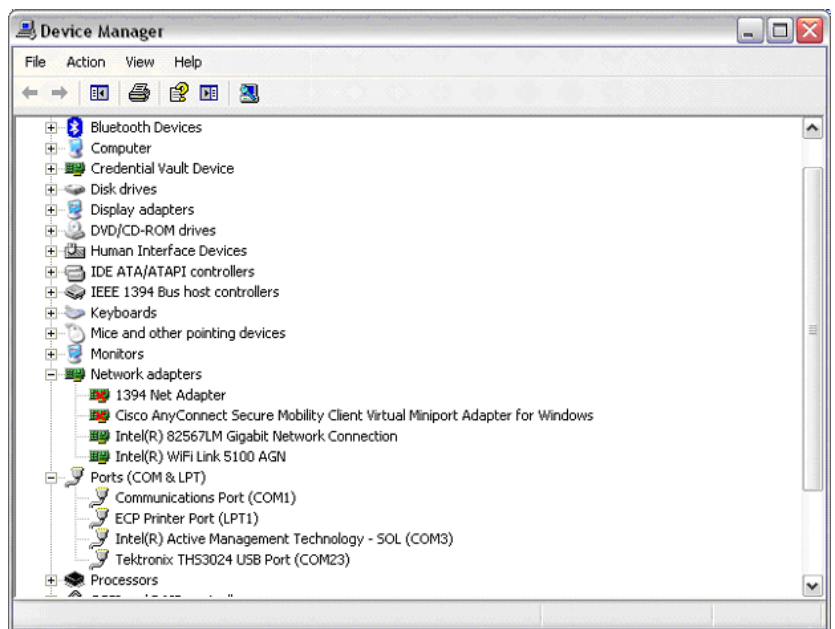 Device Manager
File Action View Help
Bluetooth Devices
Computer
Credential Vault Device
Disk drives
Display adapters
DVD/CD-ROM drives
Human Interface Devices
IDE ATA/ATAPI controllers
IEEE 1394 Bus host controllers
Keyboards
Mice and other pointing devices
Monitors
Network adapters
1394 Net Adapter
Cisco AnyConnect Secure Mobility Client Virtual Miniport Adapter for Windows
Intel(R) 82567LM Gigabit Network Connection
Intel(R) WiFi Link 5100 AGN
Ports (COM & LPT)
Communications Port (COM1)
ECP Printer Port (LPT1)
Intel(R) Active Management Technology - SOL (COM3)
Tektronix THS3024 USB Port (COM23)
Processors